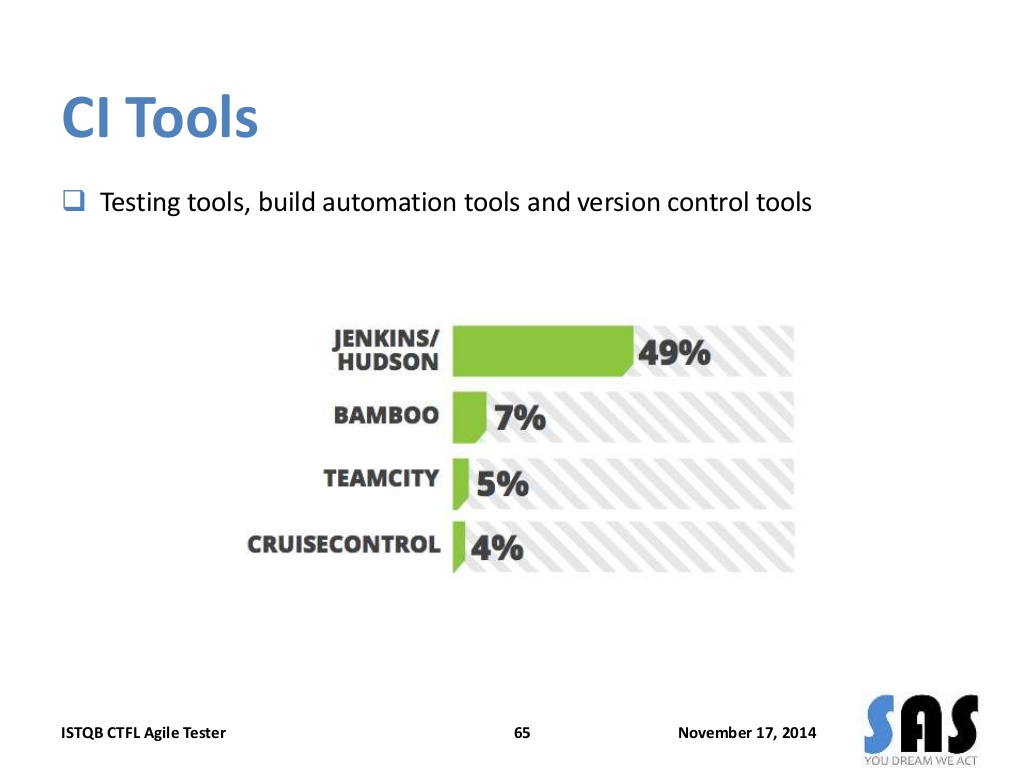 CI Tools
Testing tools, build automation tools and version control tools
JENKINS/
HUDSON
49%
BAMBOO
7%
TEAMCITY
5%
CRUISECONTROL
4%
ISTQB CTFL Agile Tester
65
November 17, 2014
SAS
YOU DREAM WE ACT